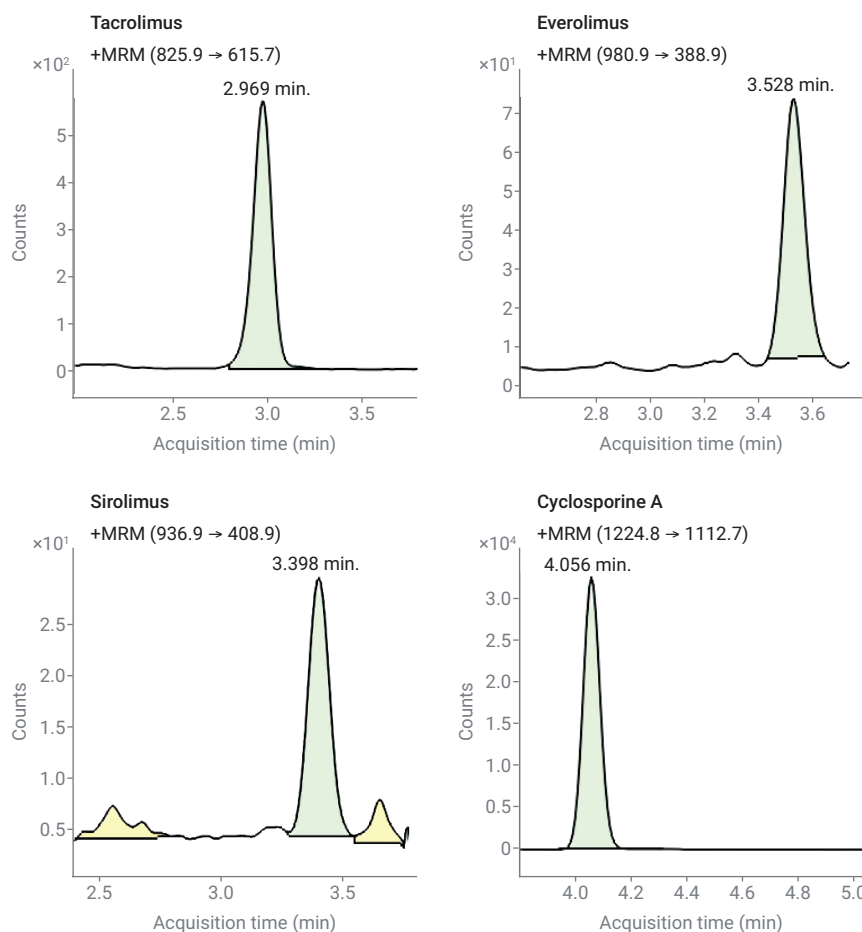 Tacrolimus
+MRM (825.9 → 615.7)
×10²
2.969 min.
5
4
3
2
1
0
Counts
2.5 3.0 3.5
Acquisition time (min)
Everolimus
+MRM (980.9 → 388.9)
×10¹
3.528 min.
7
6
5
4
3
2
1
0
Counts
2.8 3.0 3.2 3.4 3.6
Acquisition time (min)
Sirolimus
+MRM (936.9 → 408.9)
×10¹
3.398 min.
2.5
2.0
1.5
1.0
0.5
Counts
2.5 3.0 3.5
Acquisition time (min)
Cyclosporine A
+MRM (1224.8 → 1112.7)
×10⁴
4.056 min.
3.0
2.5
2.0
1.5
1.0
0.5
0
Counts
4.0 4.2 4.4 4.6 4.8 5.0
Acquisition time (min)